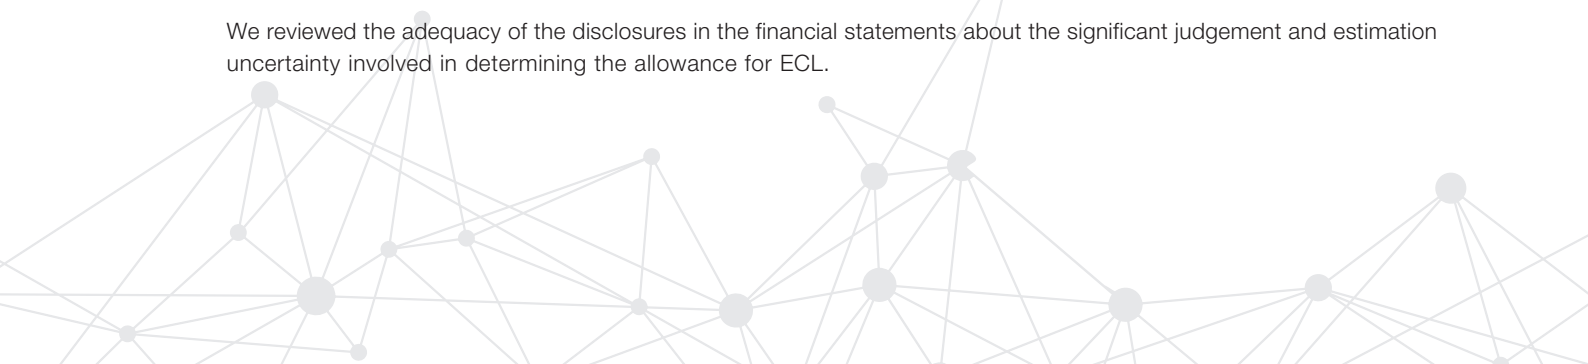 We reviewed the adequacy of the disclosures in the financial statements about the significant judgement and estimation
uncertainty involved in determining the allowance for ECL.